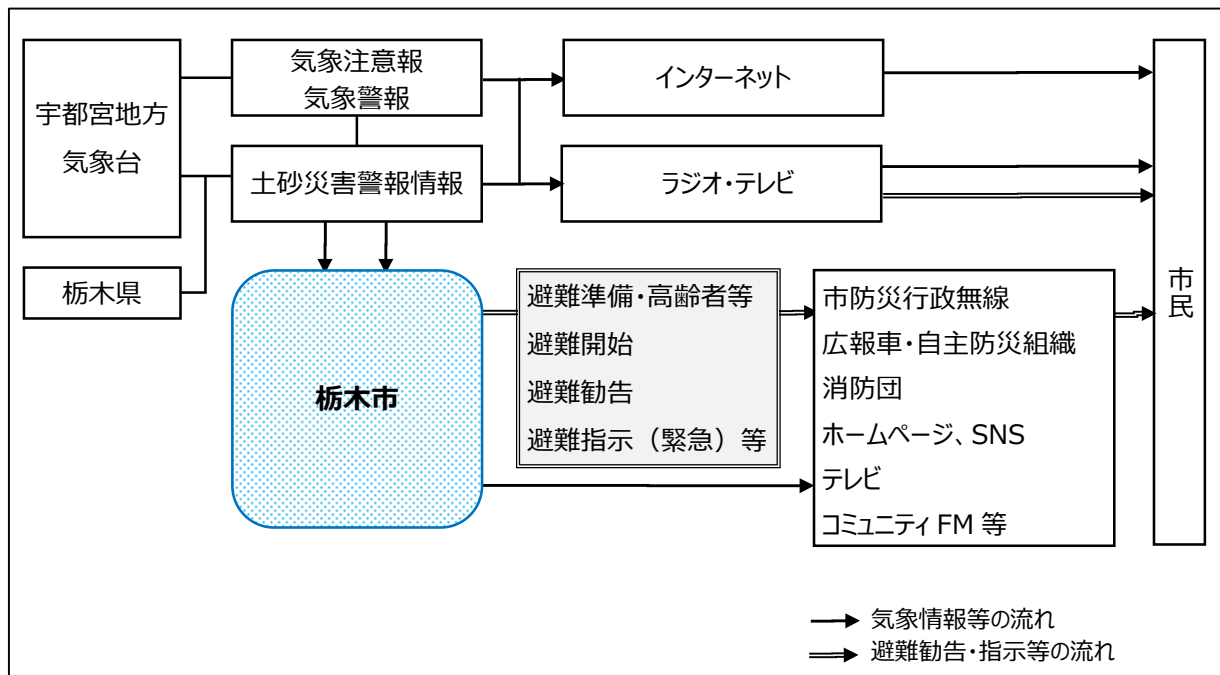 宇都宮地方
気象台
栃木県
気象注意報
気象警報
土砂災害警報情報
インターネット
ラジオ・テレビ
栃木市
避難準備・高齢者等
避難開始
避難勧告
避難指示（緊急）等
市防災行政無線
広報車・自主防災組織
消防団
ホームページ、SNS
テレビ
コミュニティ FM 等
市民
気象情報等の流れ
避難勧告・指示等の流れ